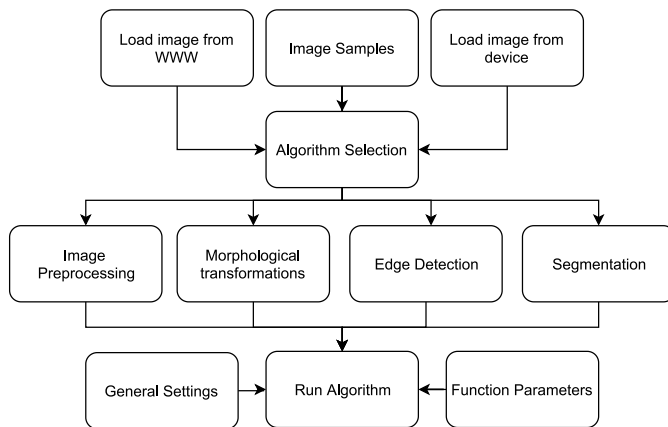 Load image from
WWW
Image Samples
Load image from
device
Algorithm Selection
Image
Preprocessing
Morphological
transformations
Edge Detection
Segmentation
General Settings
Run Algorithm
Function Parameters